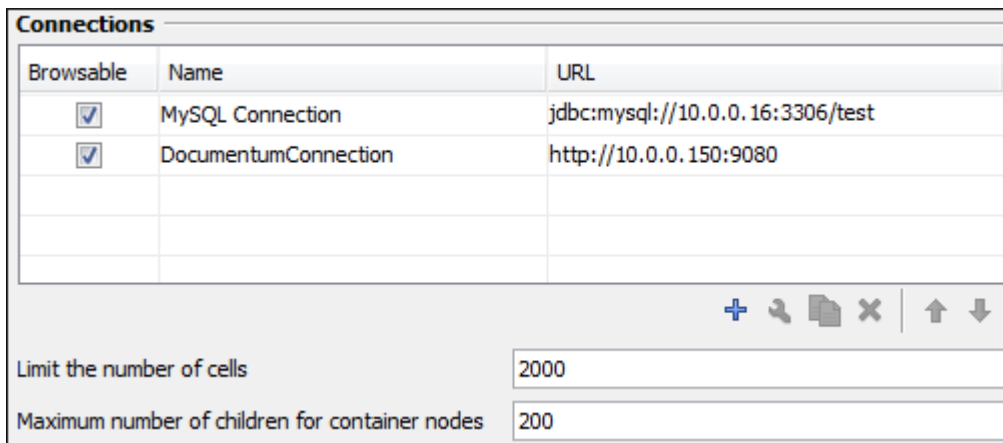 Connections
Browsable Name URL
MySQL Connection jdbc:mysql://10.0.0.16:3306/test
DocumentumConnection http://10.0.0.150:9080
Limit the number of cells 2000
Maximum number of children for container nodes 200